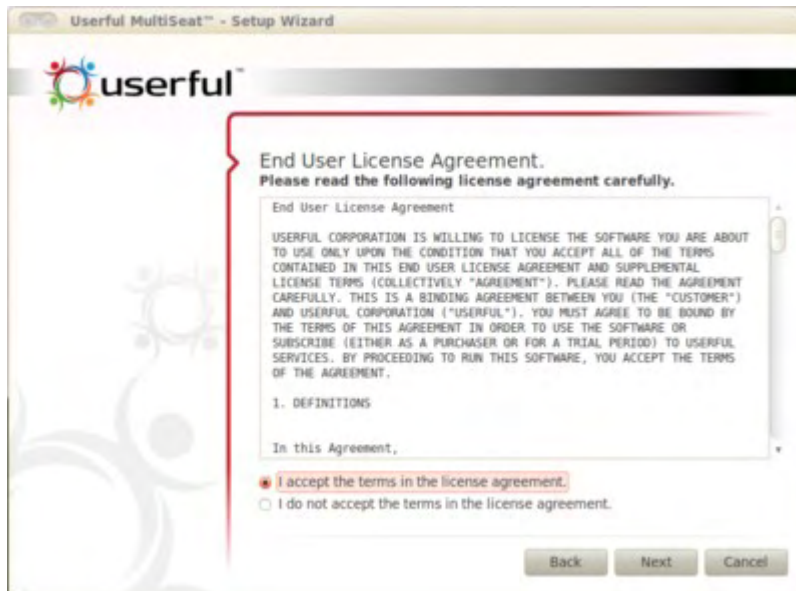 Userful MultiSeat™ - Setup Wizard
userful™
End User License Agreement.
Please read the following license agreement carefully.
End User License Agreement
USERFUL CORPORATION IS WILLING TO LICENSE THE SOFTWARE YOU ARE ABOUT
TO USE ONLY UPON THE CONDITION THAT YOU ACCEPT ALL OF THE TERMS
CONTAINED IN THIS END USER LICENSE AGREEMENT AND SUPPLEMENTAL
LICENSE TERMS (COLLECTIVELY "AGREEMENT"). PLEASE READ THE AGREEMENT
CAREFULLY. THIS IS A BINDING AGREEMENT BETWEEN YOU (THE "CUSTOMER")
AND USERFUL CORPORATION ("USERFUL"). YOU MUST AGREE TO BE BOUND BY
THE TERMS OF THIS AGREEMENT IN ORDER TO USE THE SOFTWARE OR
SUBSCRIBE (EITHER AS A PURCHASER OR FOR A TRIAL PERIOD) TO USERFUL
SERVICES. BY PROCEEDING TO RUN THIS SOFTWARE, YOU ACCEPT THE TERMS
OF THE AGREEMENT.
1. DEFINITIONS
In this Agreement,
I accept the terms in the license agreement.
I do not accept the terms in the license agreement.
Back Next Cancel